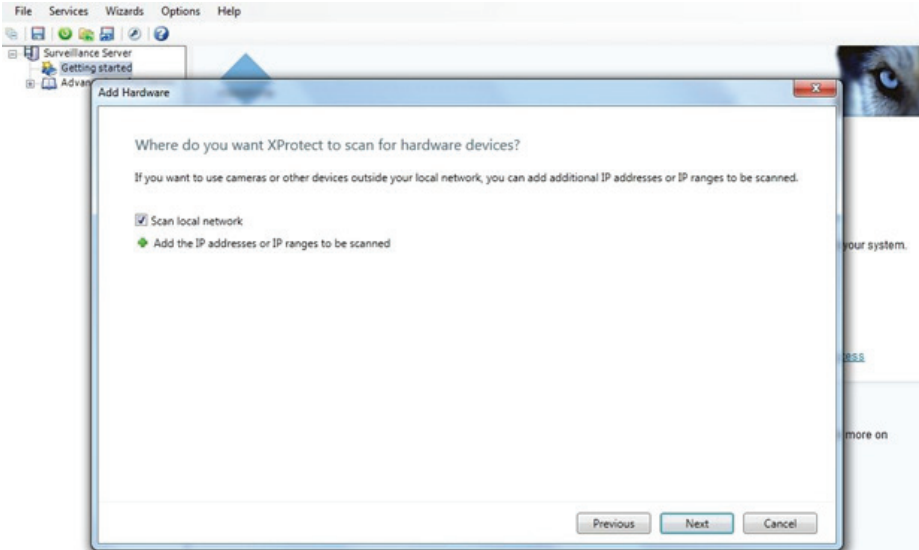 File Services Wizards Options Help
Surveillance Server
Getting started
Advan
Add Hardware
Where do you want XProtect to scan for hardware devices?
If you want to use cameras or other devices outside your local network, you can add additional IP addresses or IP ranges to be scanned.
Scan local network
Add the IP addresses or IP ranges to be scanned
your system.
ess
more on
Previous Next Cancel